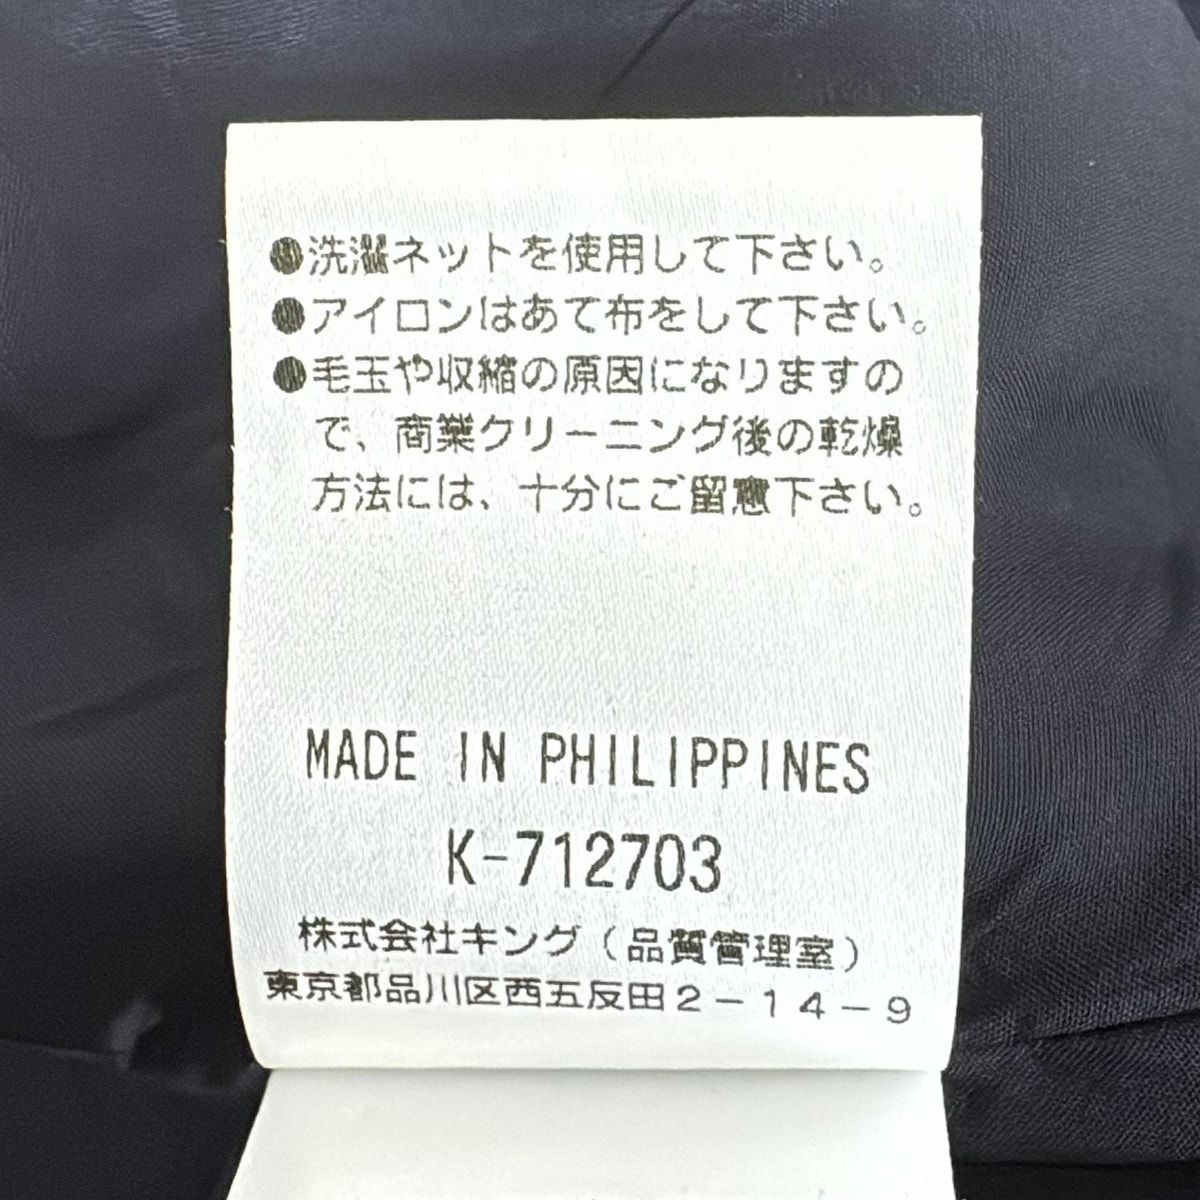 ●洗濯ネットを使用して下さい。
●アイロンはあて布をして下さい。
●毛玉や収縮の原因になりますの
で、商業クリーニング後の乾燥
方法には、十分にご留意下さい。
MADE IN PHILIPPINES
K-712703
株式会社キング（品質管理室）
東京都品川区西五反田２－１４－９